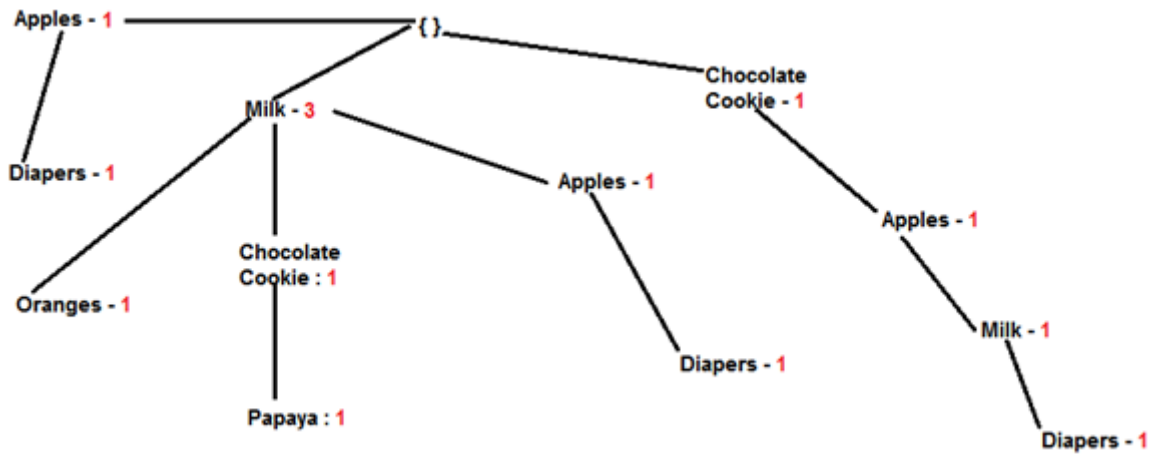 Apples - 1
{ }
Chocolate
Cookie - 1
Milk - 3
Diapers - 1
Apples - 1
Apples - 1
Chocolate
Cookie : 1
Oranges - 1
Milk - 1
Diapers - 1
Papaya : 1
Diapers - 1